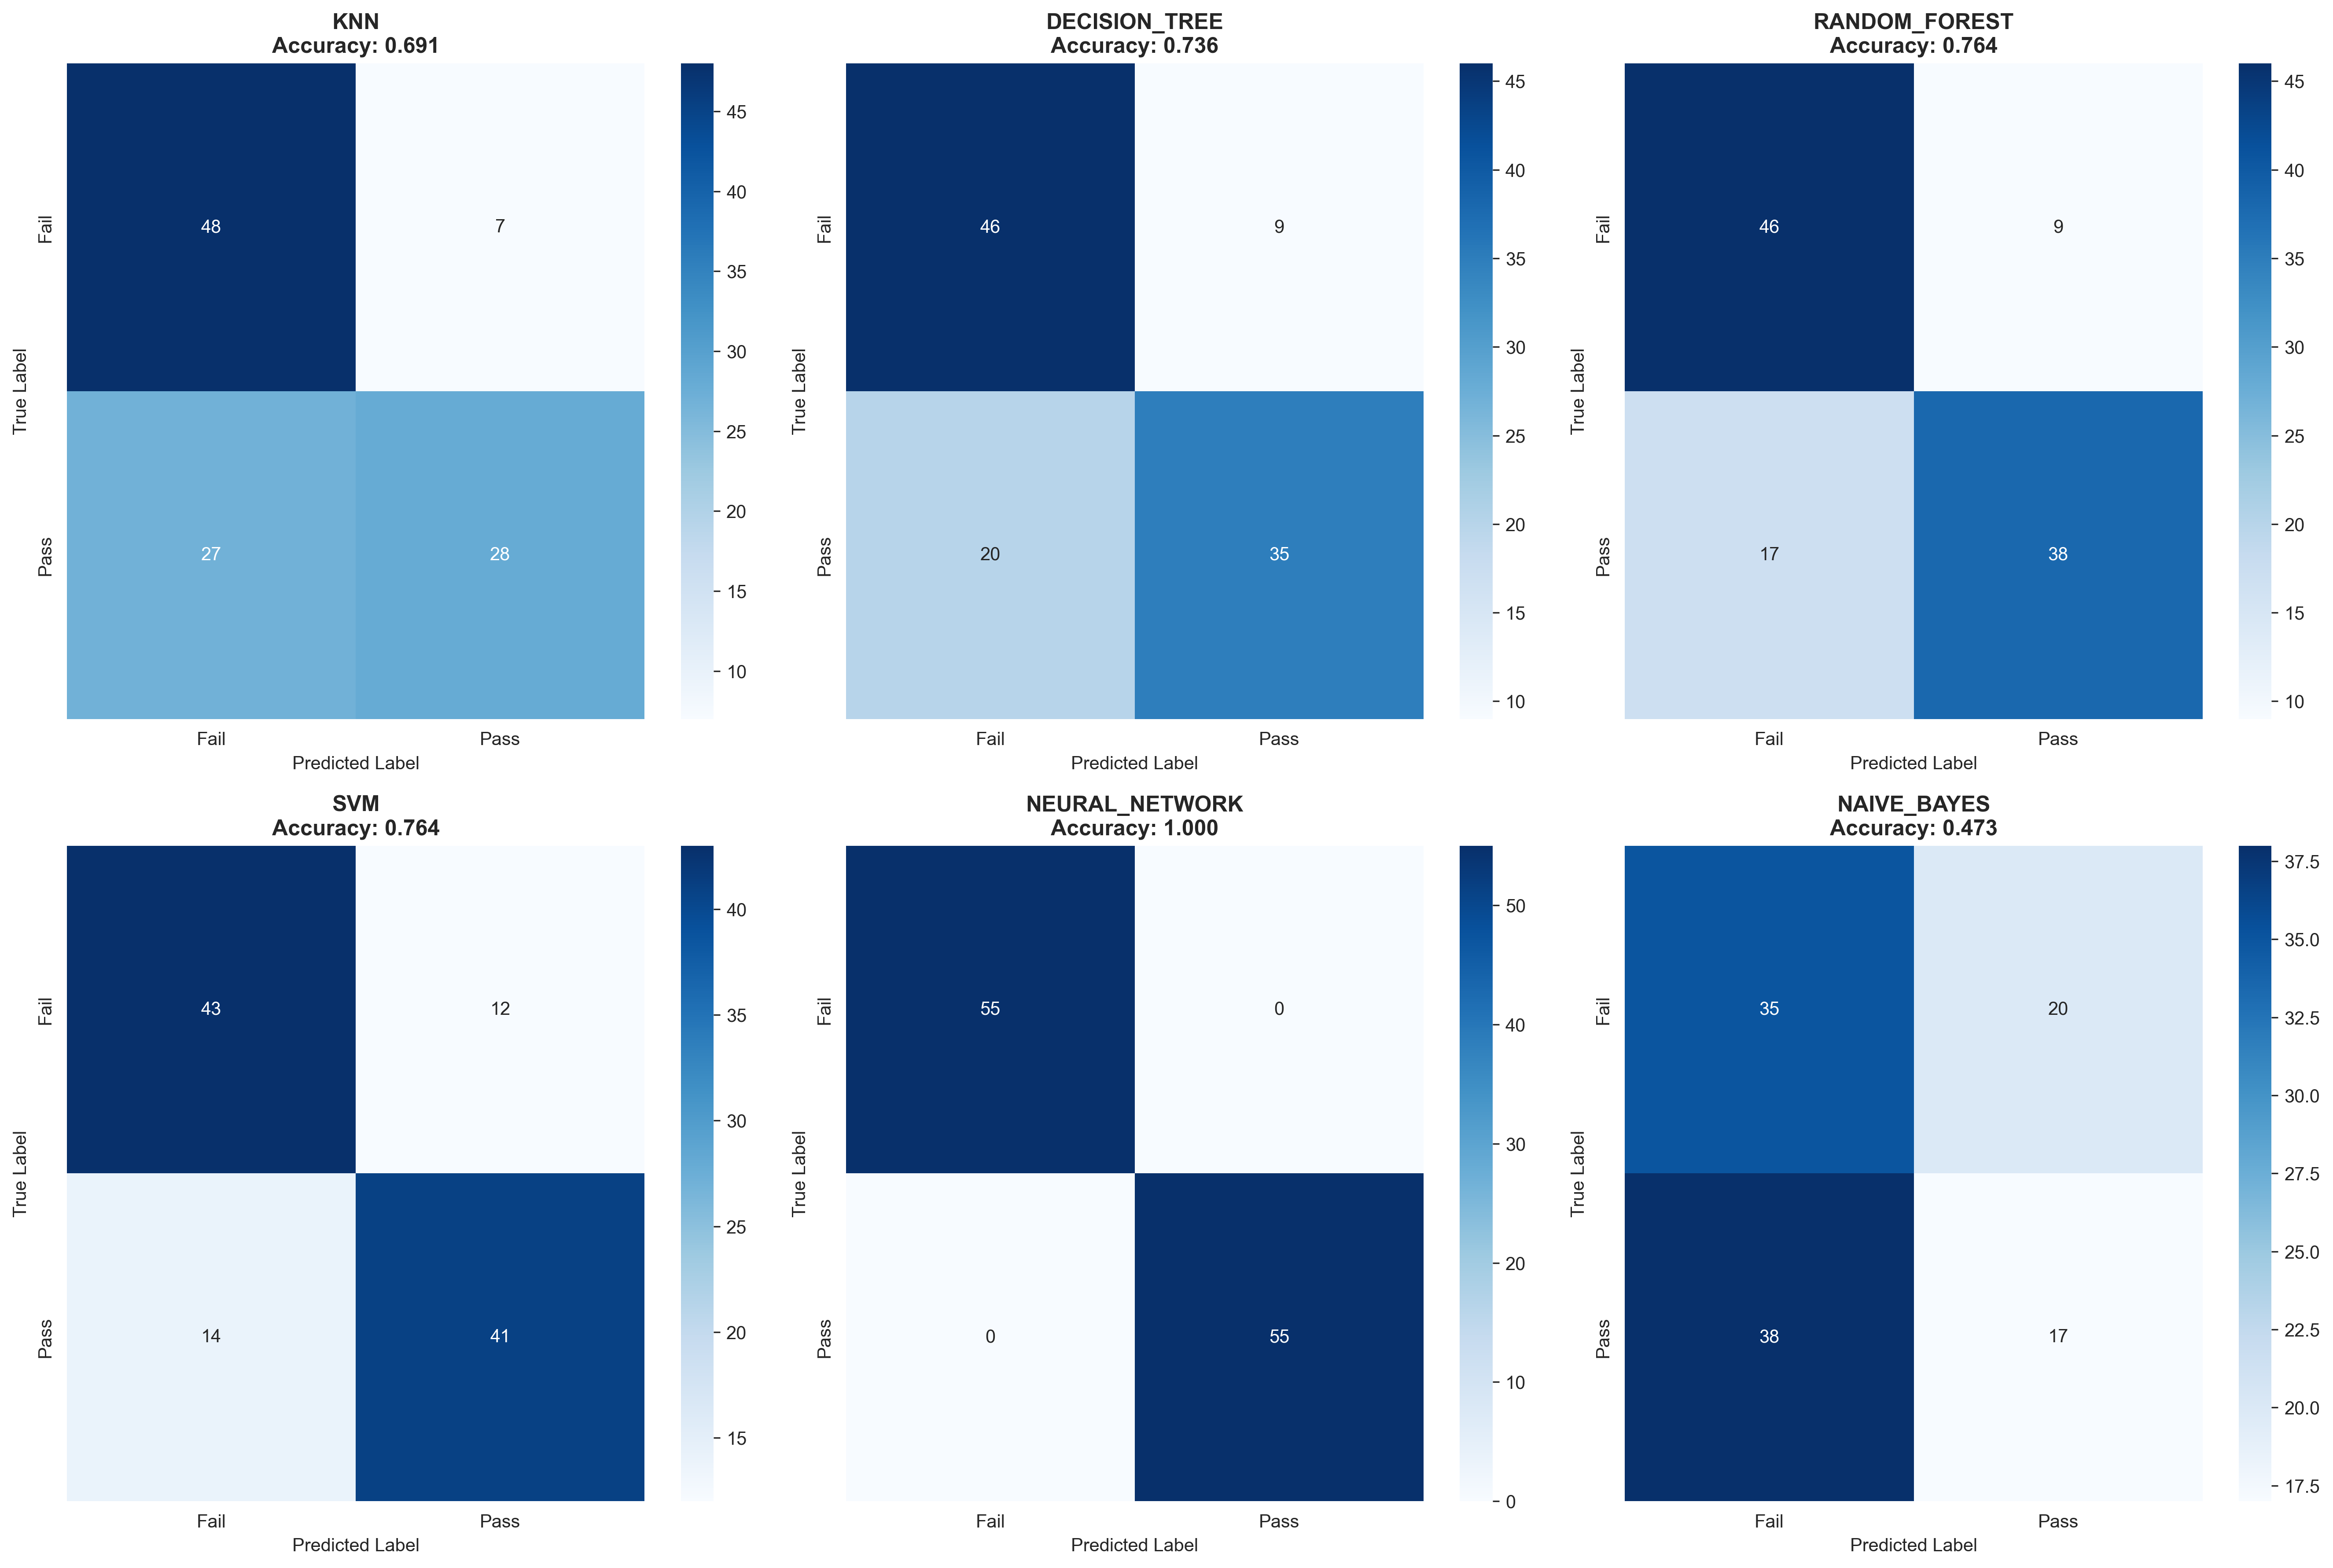 KNN
Accuracy: 0.691
45
40
35
30
25
20
15
10
48
7
27
28
Fail
Pass
True Label
Fail
Pass
Predicted Label
DECISION_TREE
Accuracy: 0.736
45
40
35
30
25
20
15
10
46
9
20
35
Fail
Pass
True Label
Fail
Pass
Predicted Label
RANDOM_FOREST
Accuracy: 0.764
45
40
35
30
25
20
15
10
46
9
17
38
Fail
Pass
True Label
Fail
Pass
Predicted Label
SVM
Accuracy: 0.764
40
35
30
25
20
15
43
12
14
41
Fail
Pass
True Label
Fail
Pass
Predicted Label
NEURAL_NETWORK
Accuracy: 1.000
50
40
30
20
10
0
55
0
0
55
Fail
Pass
True Label
Fail
Pass
Predicted Label
NAIVE_BAYES
Accuracy: 0.473
37.5
35.0
32.5
30.0
27.5
25.0
22.5
20.0
17.5
35
20
38
17
Fail
Pass
True Label
Fail
Pass
Predicted Label